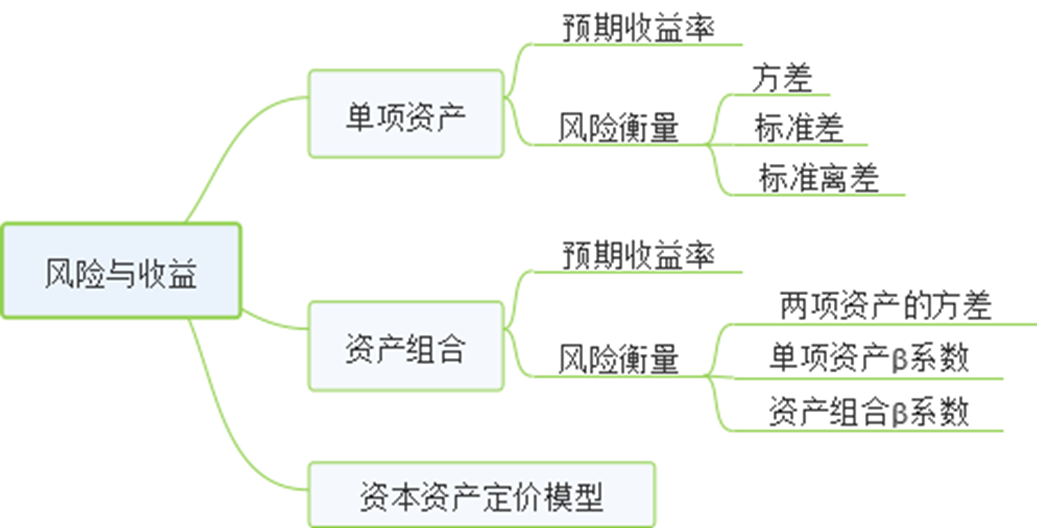 风险与收益
单项资产
预期收益率
风险衡量
方差
标准差
标准离差
资产组合
预期收益率
风险衡量
两项资产的方差
单项资产β系数
资产组合β系数
资本资产定价模型